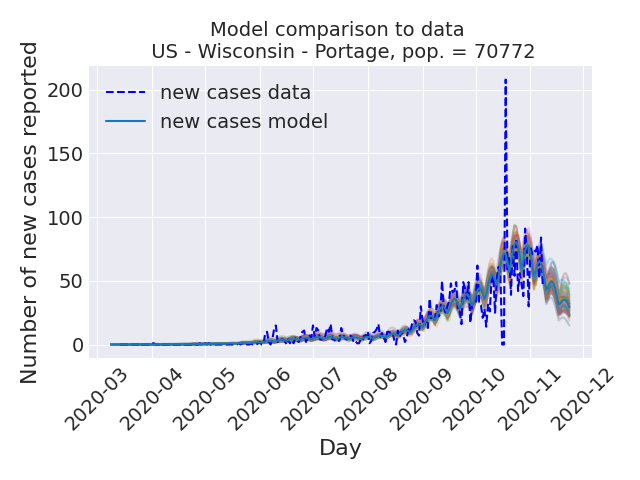 Model comparison to data
US - Wisconsin - Portage, pop. = 70772
new cases data
new cases model
Number of new cases reported
200
150
100
50
0
2020-03
2020-04
2020-05
2020-06
2020-07
2020-08
2020-09
2020-10
2020-11
2020-12
Day